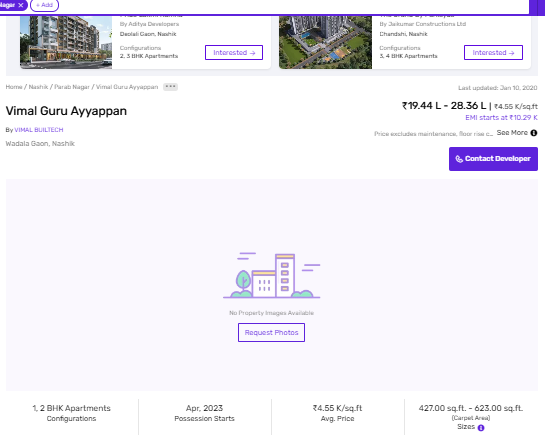 Nagar ×
+ Add
By Aditya Developers
Deolali Gaon, Nashik
Configurations
2, 3 BHK Apartments
Interested →
By Jaikumar Constructions Ltd
Chandshi, Nashik
Configurations
3, 4 BHK Apartments
Interested →
Home / Nashik / Parab Nagar / Vimal Guru Ayyappan
Last updated: Jan 10, 2020
Vimal Guru Ayyappan
₹19.44 L - 28.36 L | ₹4.55 K/sq.ft
EMI starts at ₹10.29 K
By VIMAL BUILTECH
Price excludes maintenance, floor rise c... See More
Wadala Gaon, Nashik
Contact Developer
No Property Images Available
Request Photos
1, 2 BHK Apartments
Configurations
Apr, 2023
Possession Starts
₹4.55 K/sq.ft
Avg. Price
427.00 sq.ft. - 623.00 sq.ft.
(Carpet Area)
Sizes